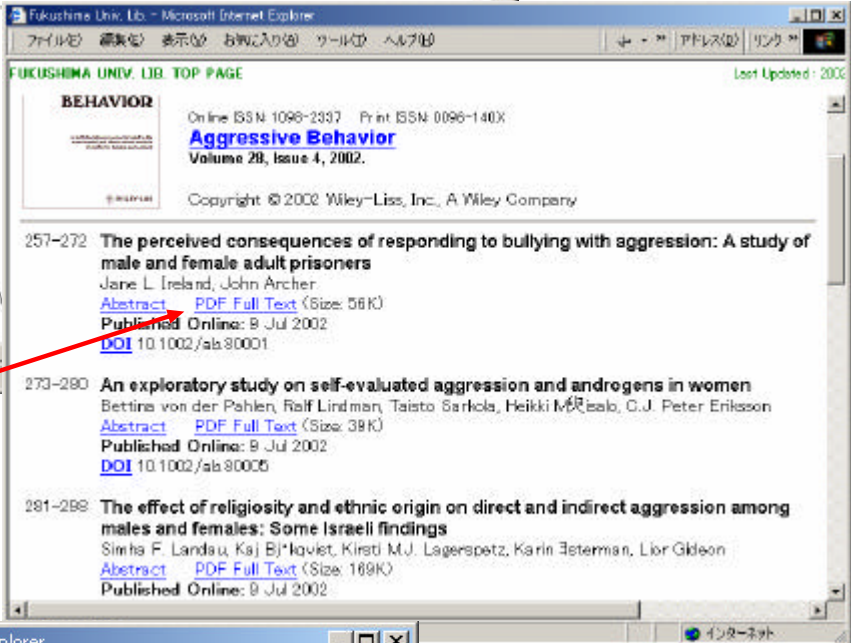 Fukushima Univ. Lib. - Microsoft Internet Explorer
ファイル(F) 編集(E) 表示(V) お気に入り(A) ツール(T) ヘルプ(H) アドレス(D) リンク »
FUKUSHIMA UNIV. LIB. TOP PAGE Last Updated : 2002
BEHAVIOR
Online ISSN: 1098-2337 Print ISSN: 0096-140X
Aggressive Behavior
Volume 28, Issue 4, 2002.
Copyright © 2002 Wiley-Liss, Inc., A Wiley Company
257-272 The perceived consequences of responding to bullying with aggression: A study of
male and female adult prisoners
Jane L. Ireland, John Archer
Abstract PDF Full Text (Size: 56K)
Published Online: 9 Jul 2002
DOI 10.1002/ab.80001
273-280 An exploratory study on self-evaluated aggression and androgens in women
Bettina von der Pahlen, Ralf Lindman, Taisto Sarkola, Heikki C.J. Peter Eriksson
Abstract PDF Full Text (Size: 39K)
Published Online: 9 Jul 2002
DOI 10.1002/ab.80005
281-298 The effect of religiosity and ethnic origin on direct and indirect aggression among
males and females: Some Israeli findings
Simha F. Landau, Kaj Kirsti M.J. Lagerspetz, Karin Lior Gideon
Abstract PDF Full Text (Size: 169K)
Published Online: 9 Jul 2002
インターネット
plorer